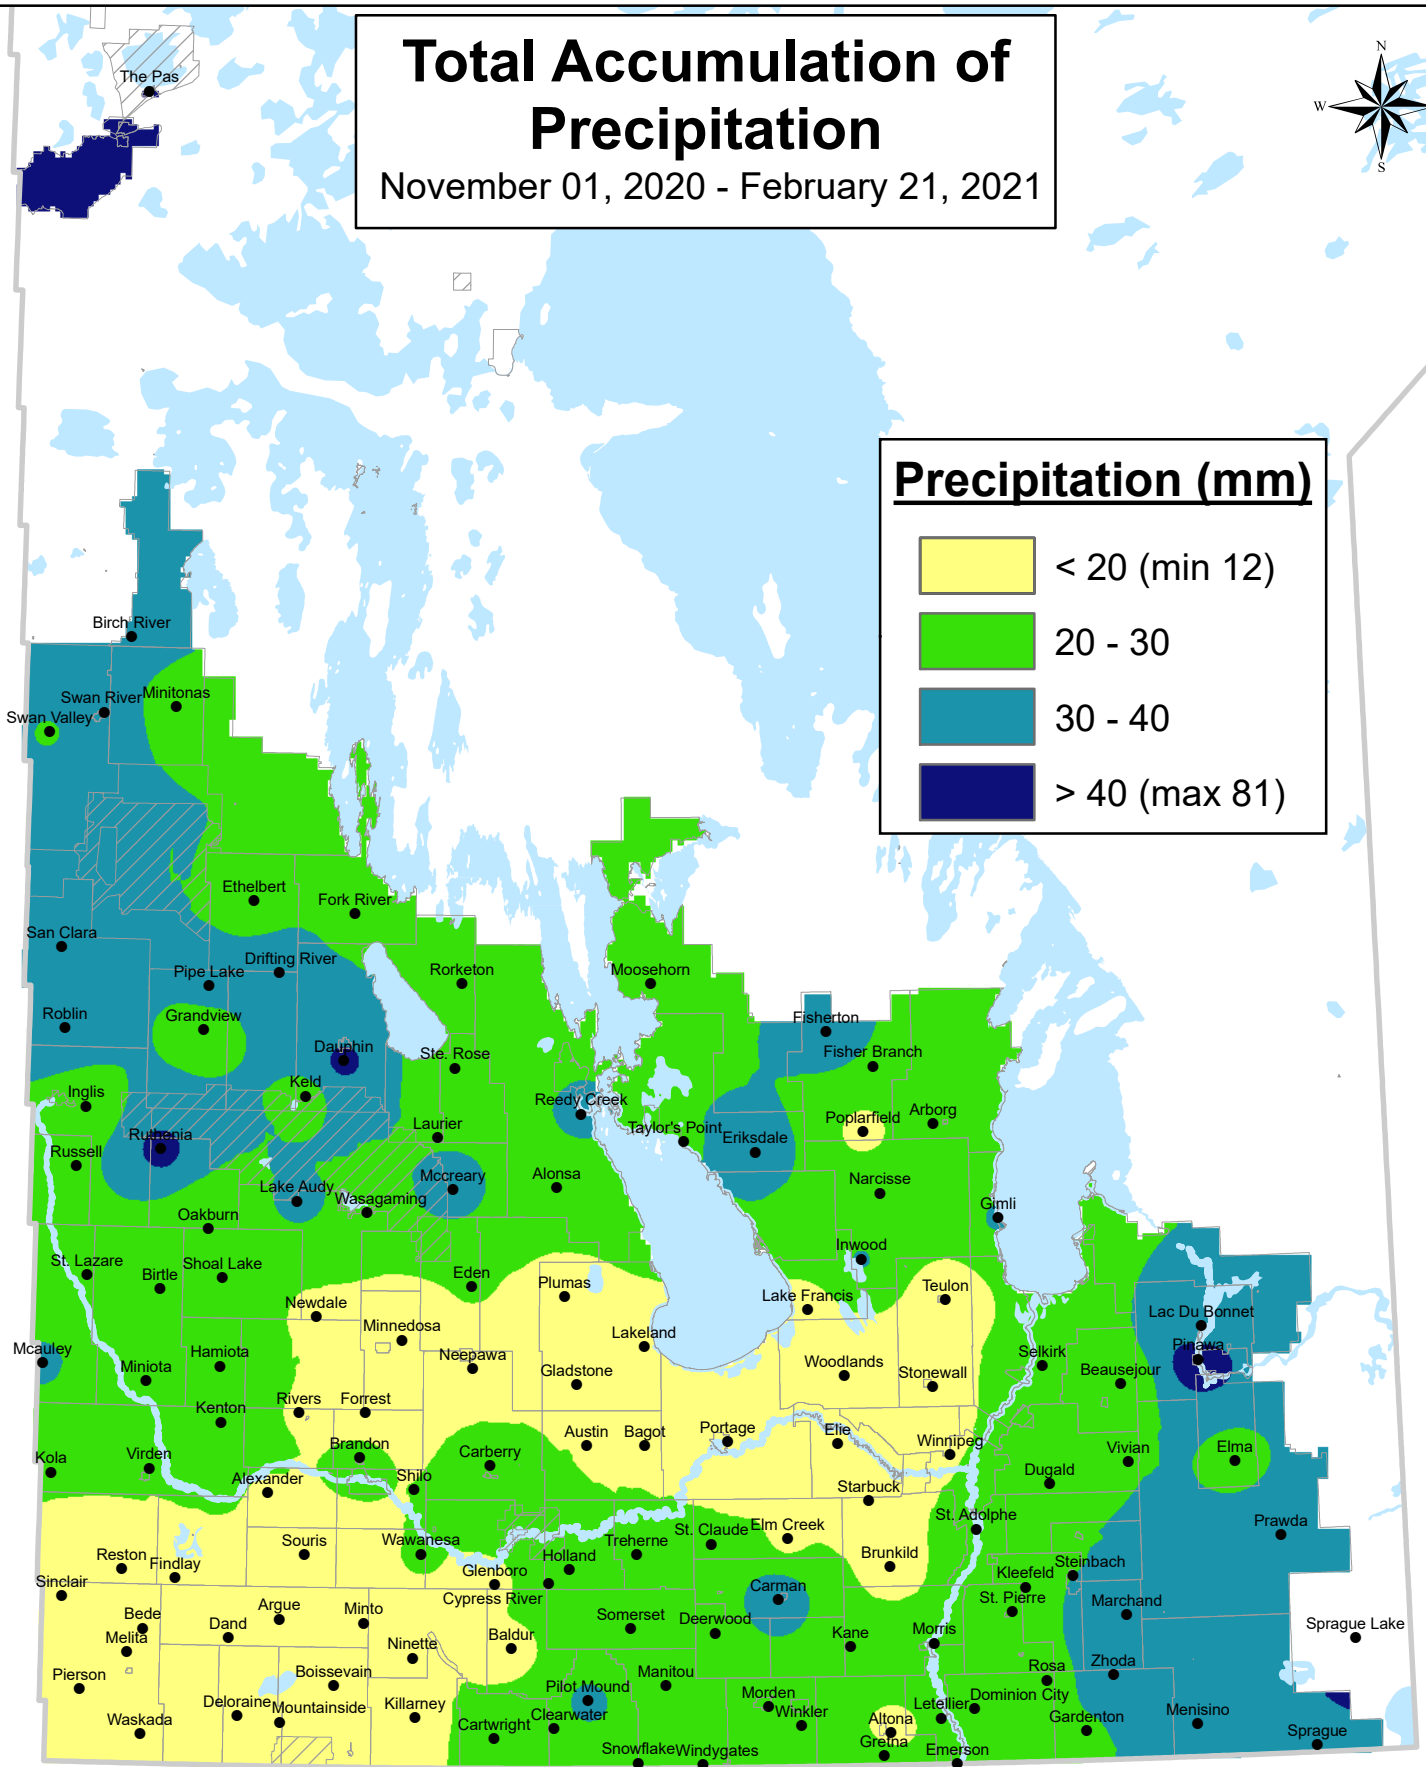 Total Accumulation of
Precipitation
November 01, 2020 - February 21, 2021
N
W
S
The Pas
Precipitation (mm)
< 20 (min 12)
20 - 30
30 - 40
> 40 (max 81)
Birch River
Swan River
Minitonas
Swan Valley
Ethelbert
Fork River
San Clara
Drifting River
Pipe Lake
Rorketon
Moosehorn
Roblin
Grandview
Fisherton
Dauphin
Ste. Rose
Fisher Branch
Inglis
Keld
Reedy Creek
Laurier
Taylor's Point
Poplarfield
Arborg
Ruthenia
Eriksdale
Russell
Mccreary
Alonsa
Narcisse
Lake Audy
Wasagaming
Gimli
Oakburn
Inwood
St. Lazare
Birtle
Shoal Lake
Eden
Plumas
Teulon
Newdale
Lake Francis
Minnedosa
Lakeland
Lac Du Bonnet
Mcauley
Hamiota
Neepawa
Woodlands
Selkirk
Pinawa
Miniota
Gladstone
Stonewall
Beausejour
Kenton
Rivers
Forrest
Austin
Bagot
Portage
Elie
Winnipeg
Kola
Virden
Brandon
Carberry
Vivian
Elma
Alexander
Shilo
Starbuck
Dugald
St. Adolphe
Prawda
Reston
Findlay
Souris
Wawanesa
Holland
Treherne
St. Claude
Elm Creek
Brunkild
Steinbach
Sinclair
Glenboro
Cypress River
Carman
Kleefeld
St. Pierre
Marchand
Bede
Melita
Dand
Argue
Minto
Ninette
Baldur
Somerset
Deerwood
Kane
Morris
Sprague Lake
Pierson
Boissevain
Manitou
Rosa
Zhoda
Waskada
Deloraine
Mountainside
Killarney
Pilot Mound
Clearwater
Cartwright
Morden
Winkler
Altona
Letellier
Dominion City
Gardenton
Menisino
Sprague
Snowflake
Windygates
Gretna
Emerson